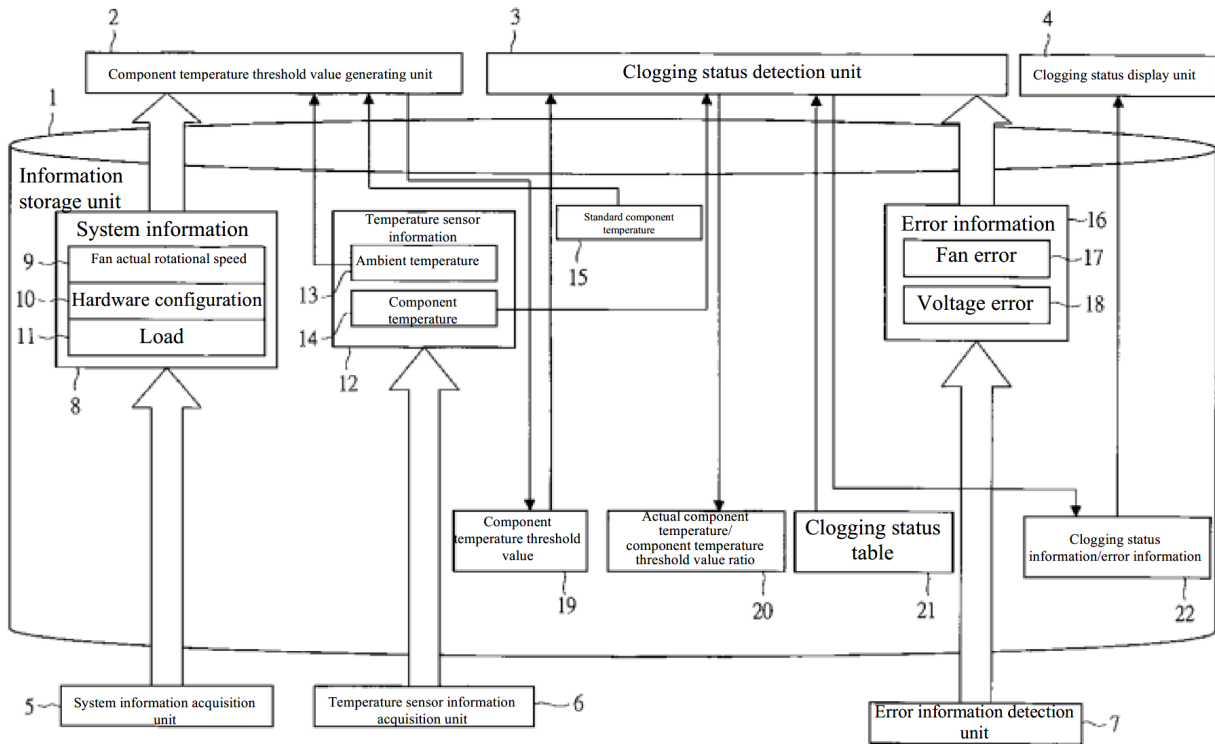 2
3
4
Component temperature threshold value generating unit
Clogging status detection unit
Clogging status display unit
1
Information
storage unit
System information
9
Fan actual rotational speed
10
Hardware configuration
11
Load
8
Temperature sensor
information
Ambient temperature
13
Component
temperature
14
12
Standard component
temperature
15
Error information
16
Fan error
17
Voltage error
18
Component
temperature threshold
value
19
Actual component
temperature/
component temperature
threshold value ratio
20
Clogging status
table
21
Clogging status
information/error information
22
5
System information acquisition
unit
Temperature sensor information
acquisition unit
6
Error information detection
unit
7